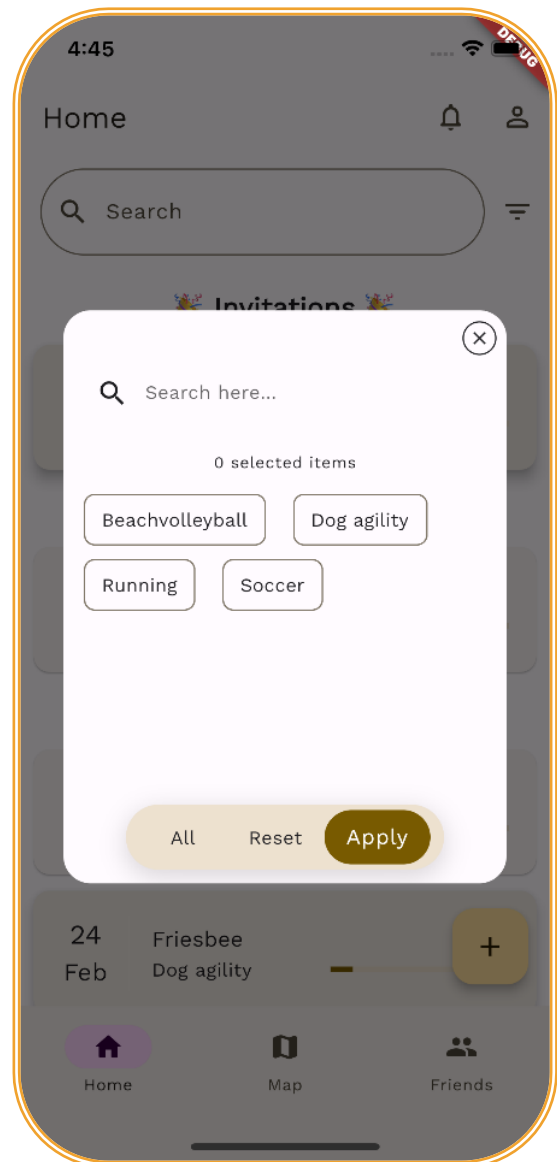 4:45
DEBUG
Home
Search
🎉 Invitations 🎉
Search here...
0 selected items
Beachvolleyball
Dog agility
Running
Soccer
All
Reset
Apply
24
Feb
Friesbee
Dog agility
+
Home
Map
Friends